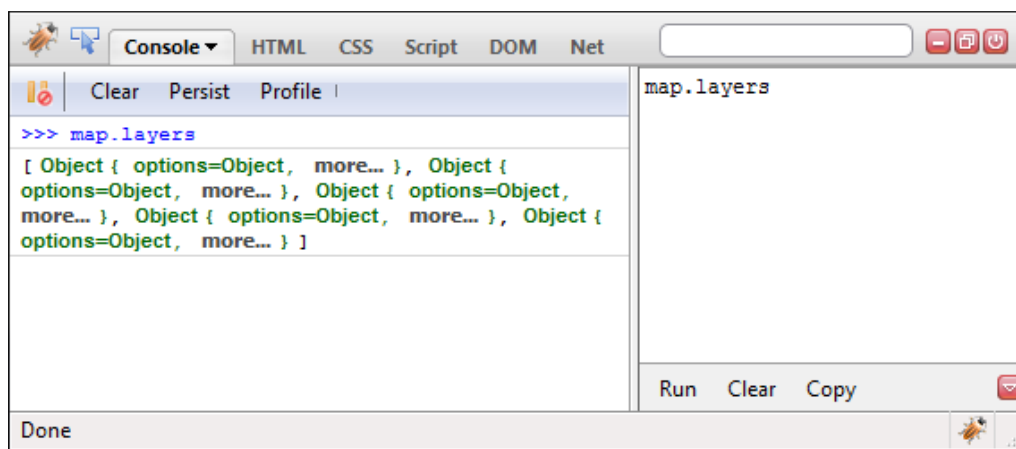 Console HTML CSS Script DOM Net
Clear Persist Profile
>>> map.layers
[ Object { options=Object, more... }, Object {
options=Object, more... }, Object { options=Object,
more... }, Object { options=Object, more... }, Object {
options=Object, more... } ]
map.layers
Run Clear Copy
Done